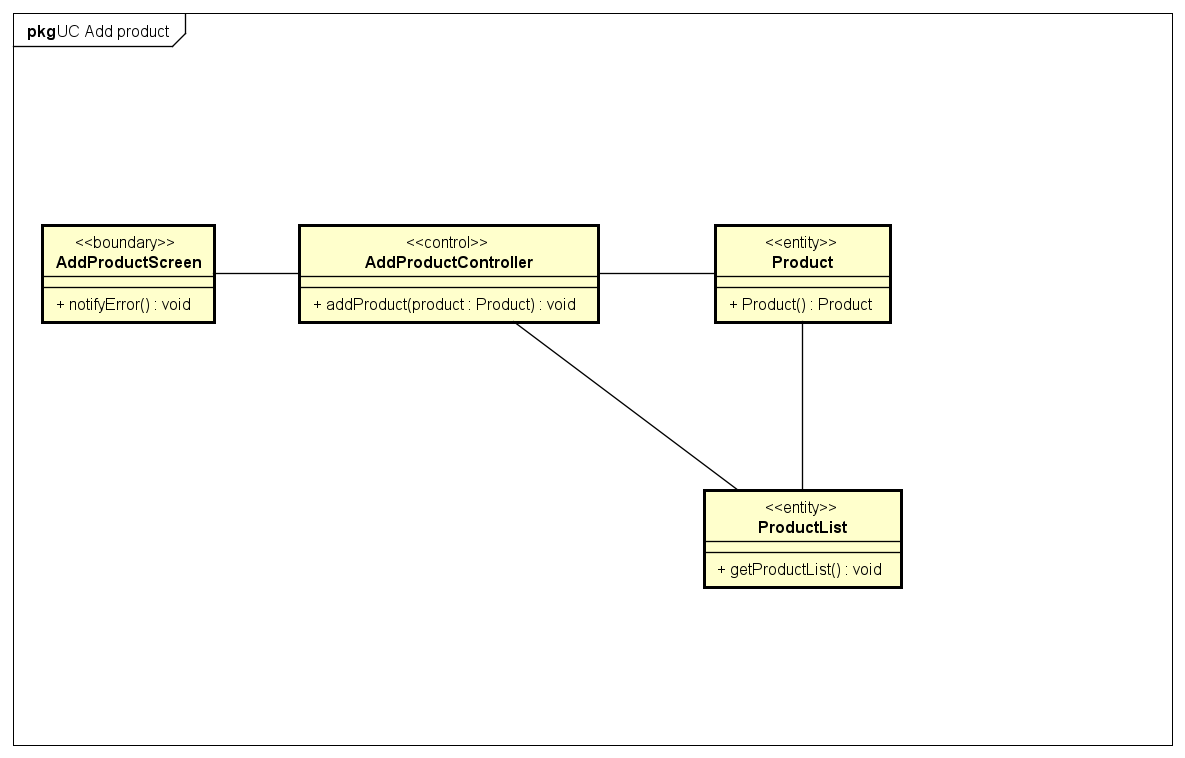 pkgUC Add product
<<boundary>>
AddProductScreen
+ notifyError() : void
<<control>>
AddProductController
+ addProduct(product : Product) : void
<<entity>>
Product
+ Product() : Product
<<entity>>
ProductList
+ getProductList() : void